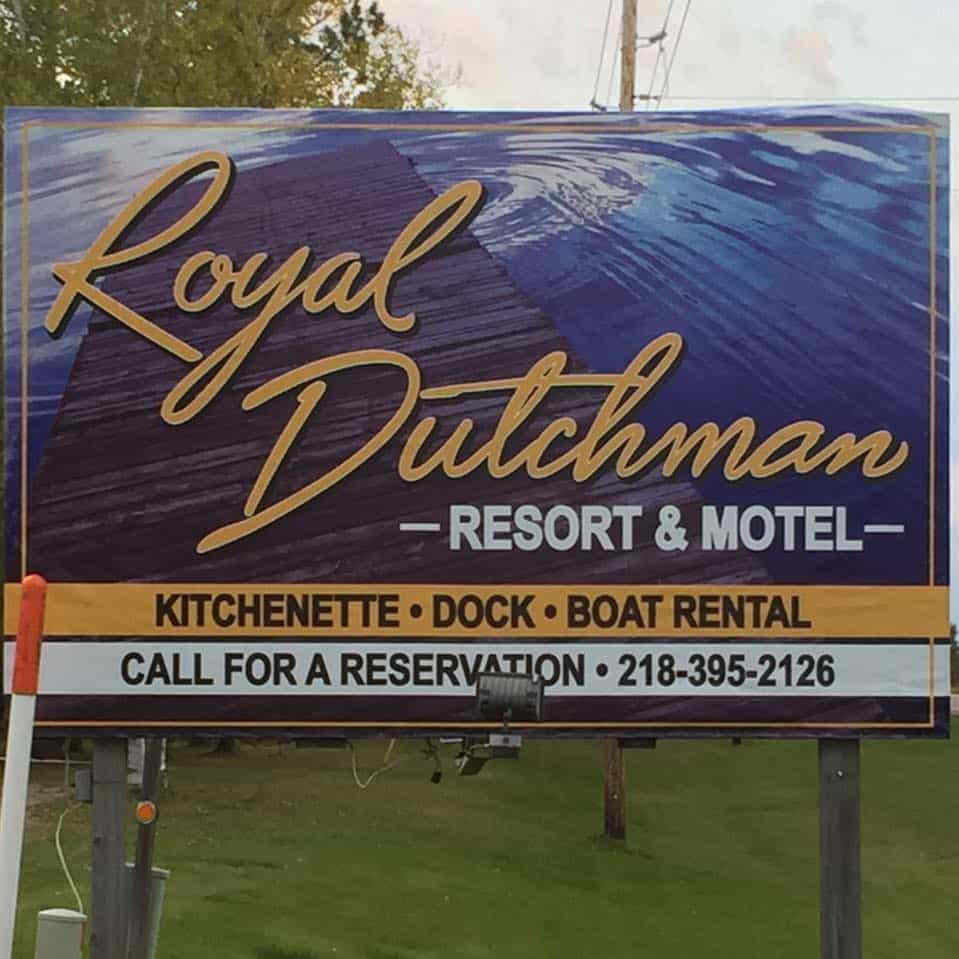 Royal
Dutchman
—RESORT & MOTEL—
KITCHENETTE • DOCK • BOAT RENTAL
CALL FOR A RESERVATION • 218-395-2126